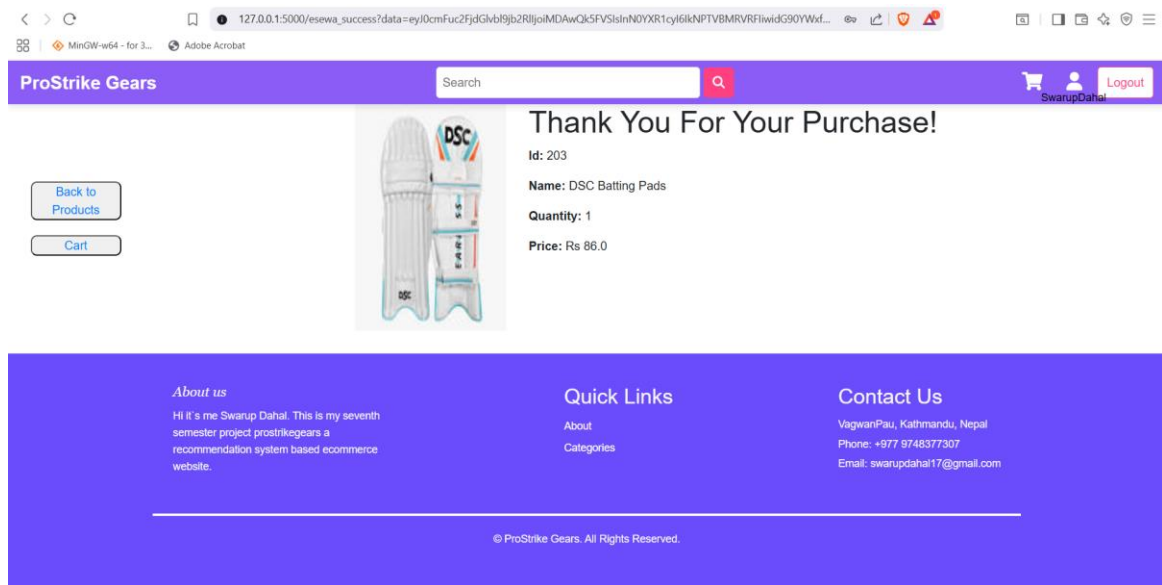 127.0.0.1:5000/esewa_success?data=eyJ0cmFuc2FjdGlvbl9jb2RlIjoiMDAwQk5FVSIsInN0YXR1cyI6IkNPTVBMRVRFIiwidG90YWxf...
MinGW-w64 - for 3... Adobe Acrobat
ProStrike Gears Search Logout
SwarupDahal
Thank You For Your Purchase!
DSC
Id: 203
Name: DSC Batting Pads
Back to
Products
Quantity: 1
Cart
Price: Rs 86.0
DSC
About us
Hi it`s me Swarup Dahal. This is my seventh
semester project prostrikegears a
recommendation system based ecommerce
website.
Quick Links
About
Categories
Contact Us
VagwanPau, Kathmandu, Nepal
Phone: +977 9748377307
Email: swarupdahal17@gmail.com
© ProStrike Gears. All Rights Reserved.